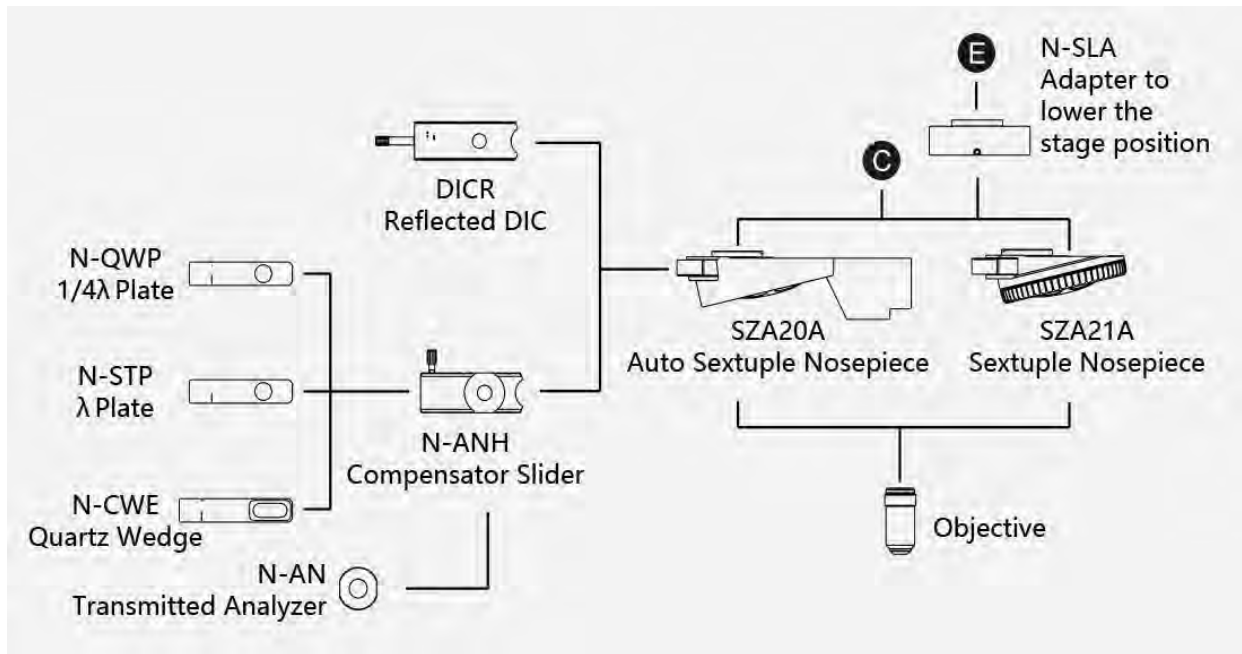 E
N-SLA
Adapter to
lower the
stage position
C
DICR
Reflected DIC
N-QWP
1/4λ Plate
SZA20A
Auto Sextuple Nosepiece
SZA21A
Sextuple Nosepiece
N-STP
λ Plate
N-ANH
Compensator Slider
N-CWE
Quartz Wedge
Objective
N-AN
Transmitted Analyzer